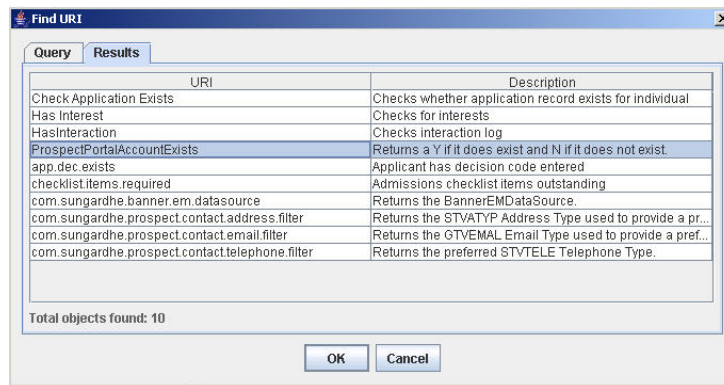 Find URI
Query Results
URI Description
Check Application Exists Checks whether application record exists for individual
Has Interest Checks for interests
HasInteraction Checks interaction log
ProspectPortalAccountExists Returns a Y if it does exist and N if it does not exist.
app.dec.exists Applicant has decision code entered
checklist.items.required Admissions checklist items outstanding
com.sungardhe.banner.em.datasource Returns the BannerEMDataSource.
com.sungardhe.prospect.contact.address.filter Returns the STVATYP Address Type used to provide a pr...
com.sungardhe.prospect.contact.email.filter Returns the GTVEMAL Email Type used to provide a pref...
com.sungardhe.prospect.contact.telephone.filter Returns the preferred STVTELE Telephone Type.
Total objects found: 10
OK Cancel